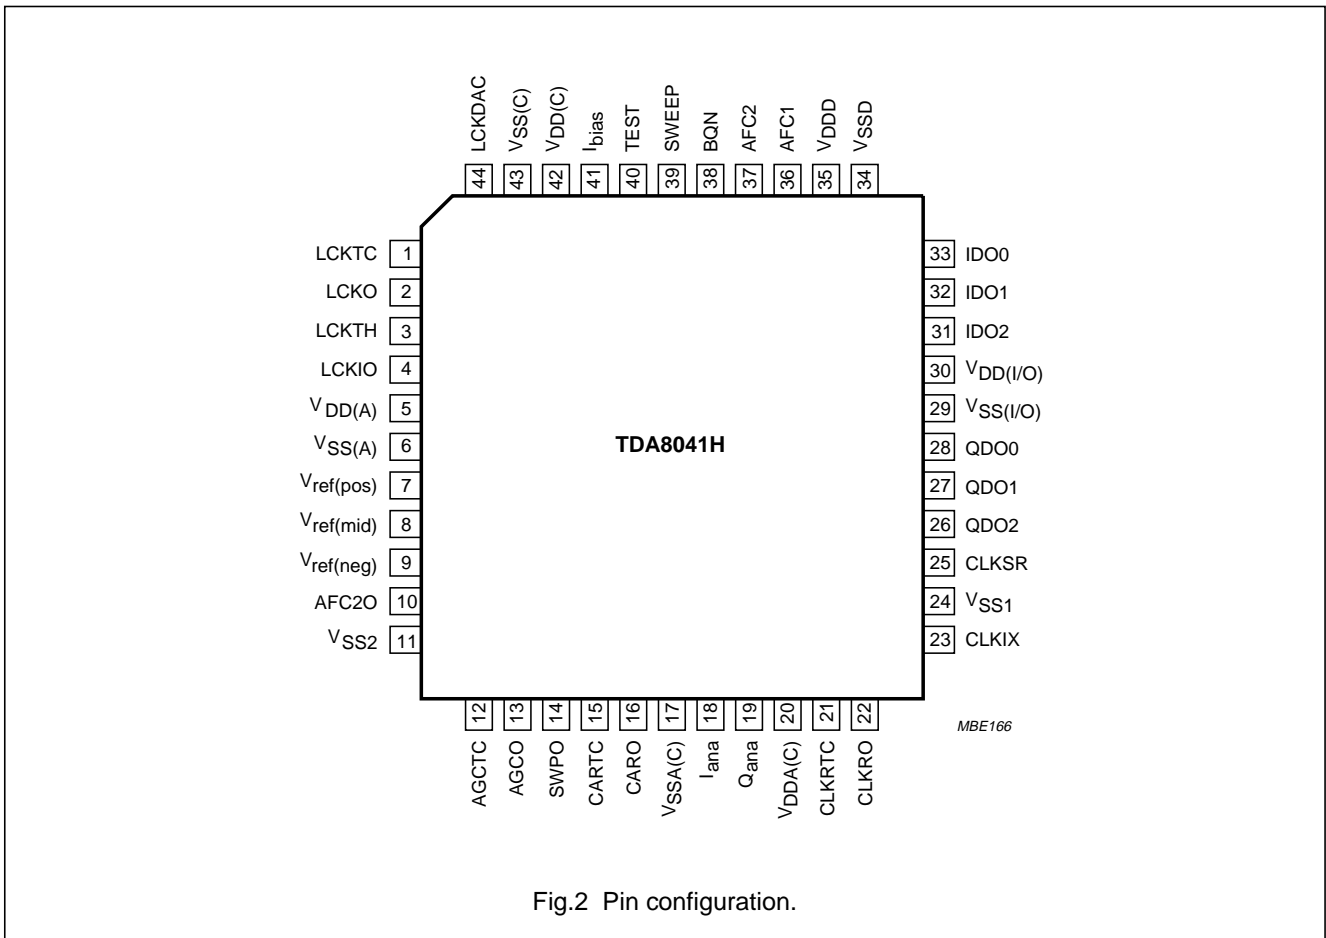 LCKDAC
VSS(C)
VDD(C)
Ibias
TEST
SWEEP
BQN
AFC2
AFC1
VDDD
VSSD
44 43 42 41 40 39 38 37 36 35 34
LCKTC 1
LCKO 2
LCKTH 3
LCKIO 4
VDD(A) 5
VSS(A) 6
Vref(pos) 7
Vref(mid) 8
Vref(neg) 9
AFC2O 10
VSS2 11
TDA8041H
33 IDO0
32 IDO1
31 IDO2
30 VDD(I/O)
29 VSS(I/O)
28 QDO0
27 QDO1
26 QDO2
25 CLKSR
24 VSS1
23 CLKIX
12 13 14 15 16 17 18 19 20 21 22
AGCTC
AGCO
SWPO
CARTC
CARO
VSSA(C)
Iana
Qana
VDDA(C)
CLKRTC
CLKRO
MBE166
Fig.2 Pin configuration.